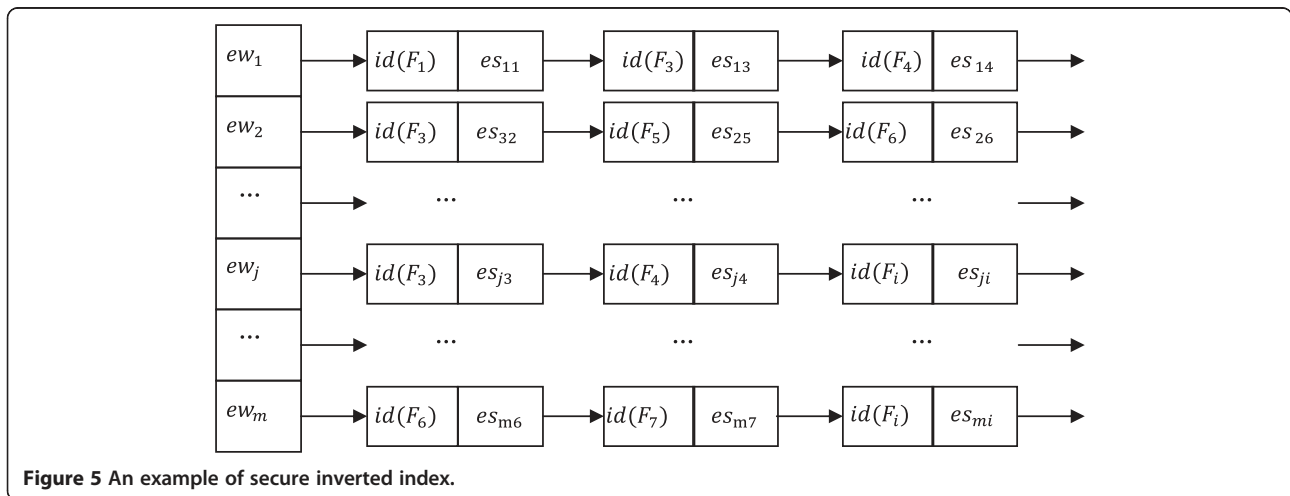 ew₁ id(F₁) es₁₁ id(F₃) es₁₃ id(F₄) es₁₄
ew₂ id(F₃) es₃₂ id(F₅) es₂₅ id(F₆) es₂₆
... ... ... ...
ewⱼ id(F₃) esⱼ₃ id(F₄) esⱼ₄ id(Fᵢ) esⱼᵢ
... ... ... ...
ewₘ id(F₆) esₘ₆ id(F₇) esₘ₇ id(Fᵢ) esₘᵢ
Figure 5 An example of secure inverted index.